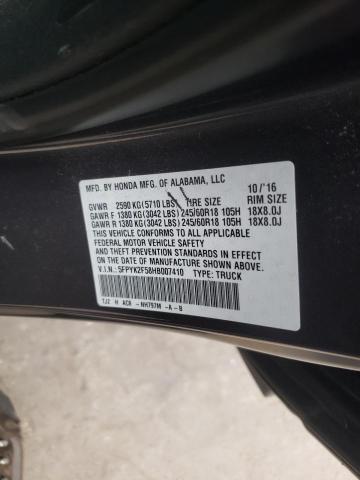 MFD. BY HONDA MFG. OF ALABAMA, LLC 10/'16
GVWR 2590 KG(5710 LBS) TIRE SIZE RIM SIZE
GAWR F 1380 KG(3042 LBS) 245/60R18 105H 18X8.0J
GAWR R 1380 KG(3042 LBS) 245/60R18 105H 18X8.0J
THIS VEHICLE CONFORMS TO ALL APPLICABLE
FEDERAL MOTOR VEHICLE SAFETY STANDARDS IN
EFFECT ON THE DATE OF MANUFACTURE SHOWN ABOVE.
V.I.N.: 5FPYK2F58HB007410 TYPE: TRUCK
TJZ H AC8 -NH797M -A -B